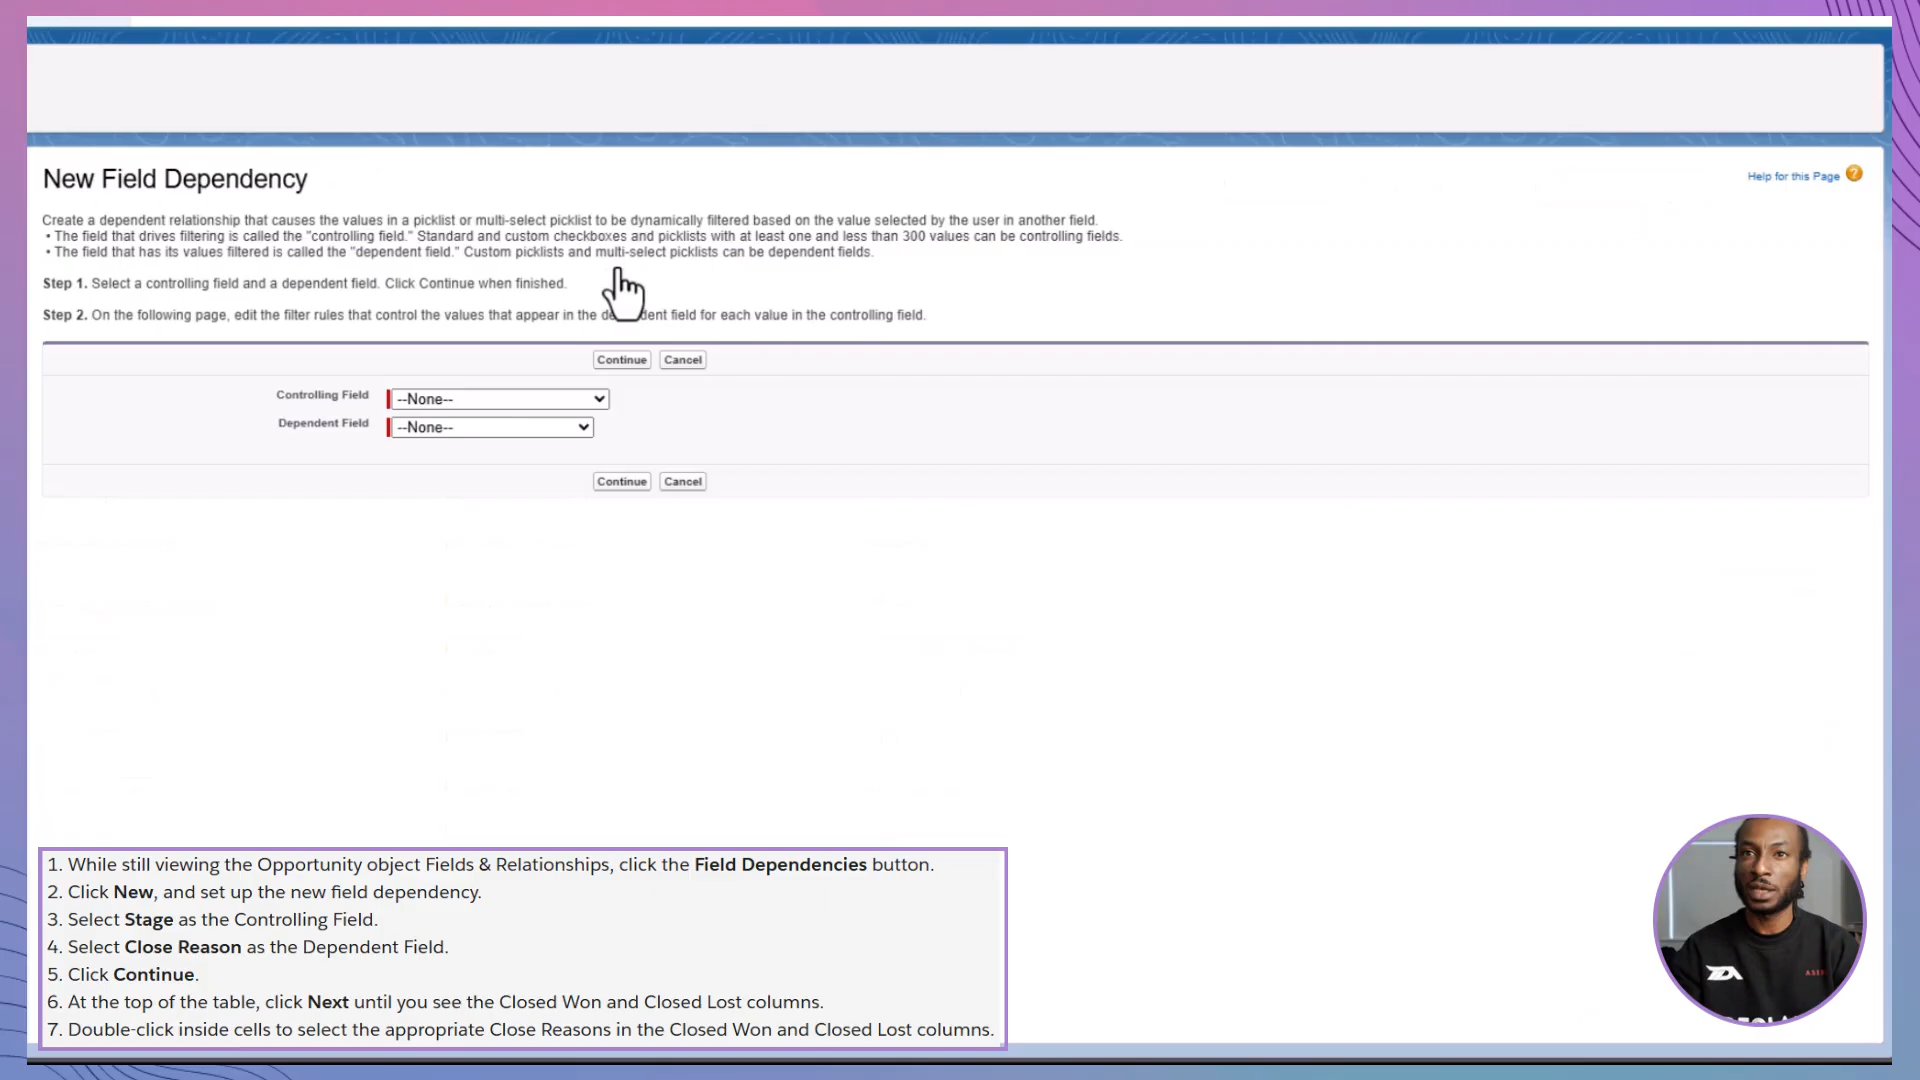 New Field Dependency
Help for this Page ?
Create a dependent relationship that causes the values in a picklist or multi-select picklist to be dynamically filtered based on the value selected by the user in another field.
• The field that drives filtering is called the "controlling field." Standard and custom checkboxes and picklists with at least one and less than 300 values can be controlling fields.
• The field that has its values filtered is called the "dependent field." Custom picklists and multi-select picklists can be dependent fields.
Step 1. Select a controlling field and a dependent field. Click Continue when finished.
Step 2. On the following page, edit the filter rules that control the values that appear in the dent field for each value in the controlling field.
Continue Cancel
Controlling Field --None--
Dependent Field --None--
Continue Cancel
1. While still viewing the Opportunity object Fields & Relationships, click the Field Dependencies button.
2. Click New, and set up the new field dependency.
3. Select Stage as the Controlling Field.
4. Select Close Reason as the Dependent Field.
5. Click Continue.
6. At the top of the table, click Next until you see the Closed Won and Closed Lost columns.
7. Double-click inside cells to select the appropriate Close Reasons in the Closed Won and Closed Lost columns.